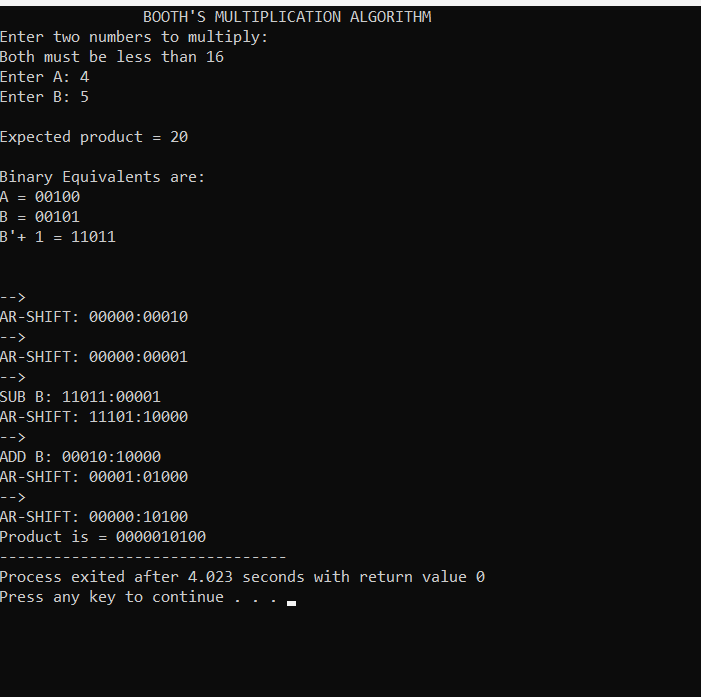 BOOTH'S MULTIPLICATION ALGORITHM
Enter two numbers to multiply:
Both must be less than 16
Enter A: 4
Enter B: 5
Expected product = 20
Binary Equivalents are:
A = 00100
B = 00101
B'+ 1 = 11011
-->
AR-SHIFT: 00000:00010
-->
AR-SHIFT: 00000:00001
-->
SUB B: 11011:00001
AR-SHIFT: 11101:10000
-->
ADD B: 00010:10000
AR-SHIFT: 00001:01000
-->
AR-SHIFT: 00000:10100
Product is = 0000010100
--------------------------------
Process exited after 4.023 seconds with return value 0
Press any key to continue . . .